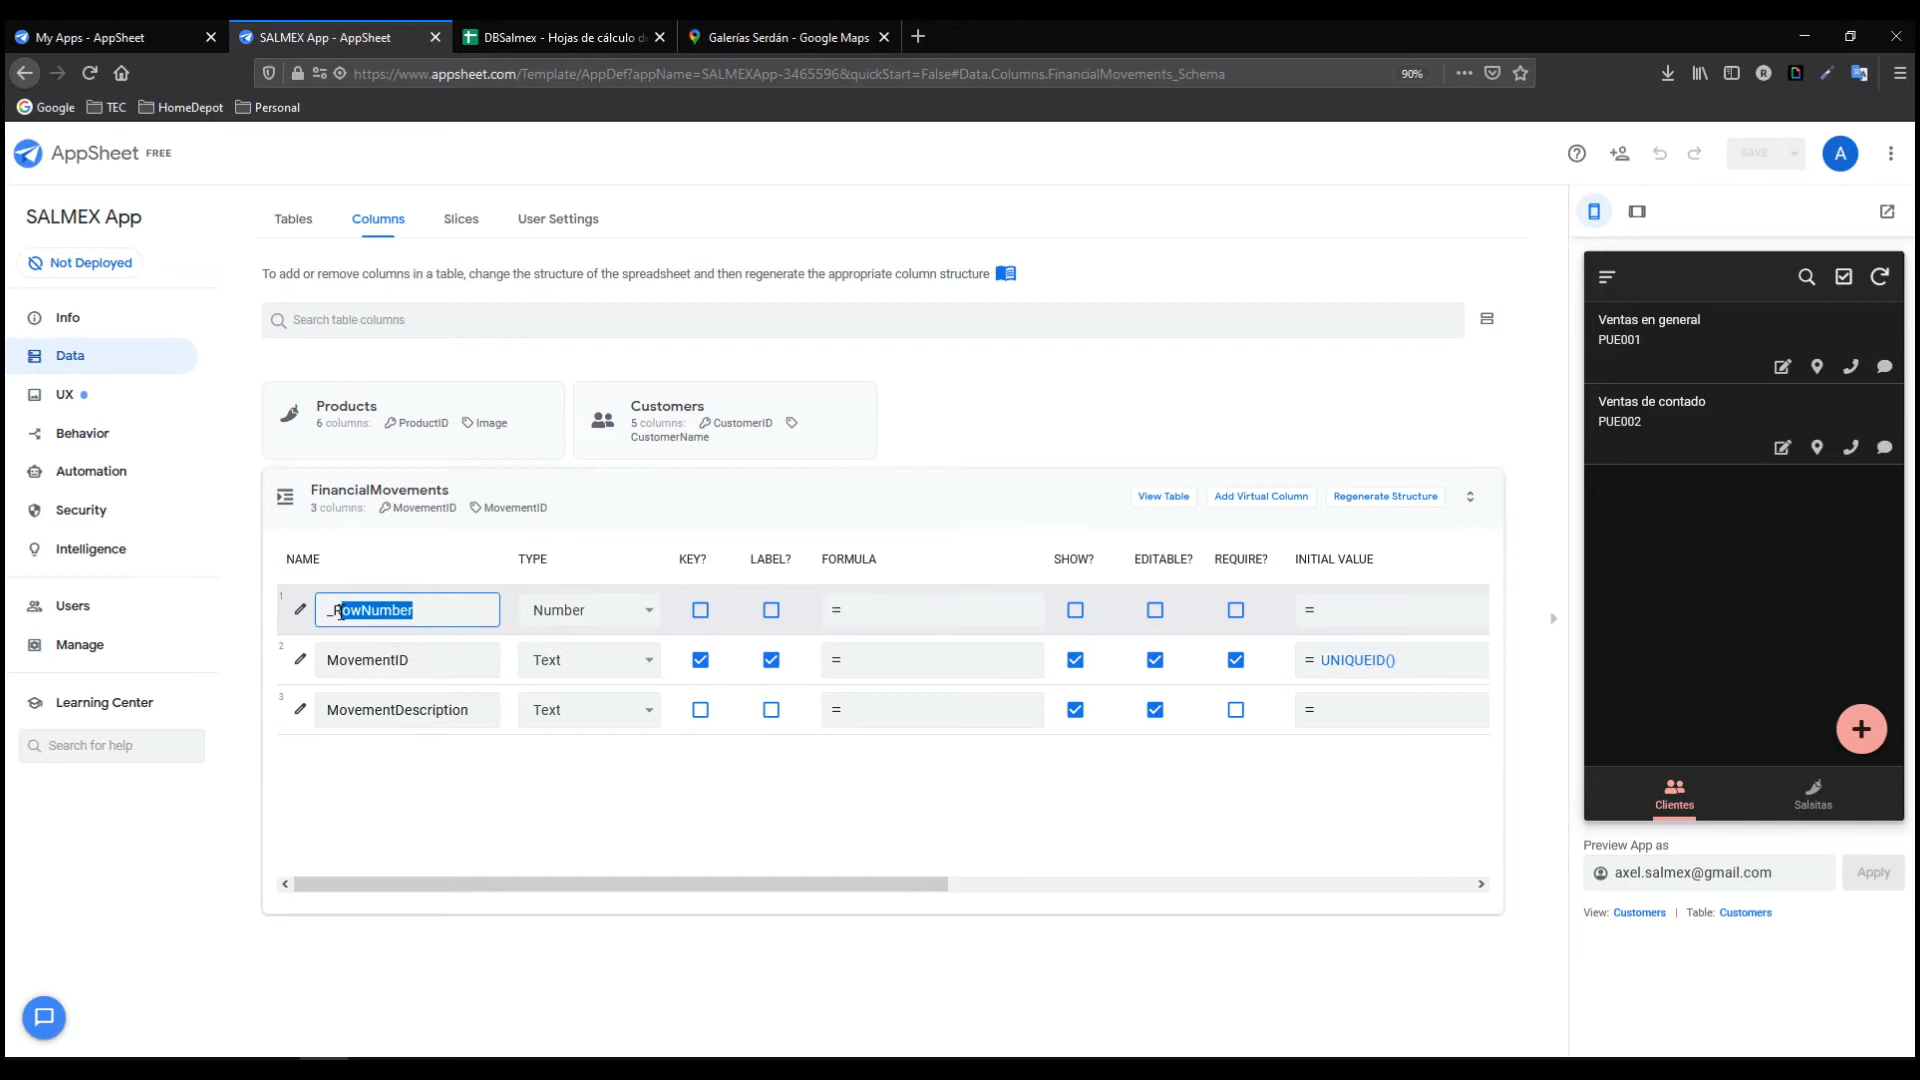 My Apps - AppSheet
SALMEX App - AppSheet
DBSalmex - Hojas de cálculo d
Galerías Serdán - Google Maps
https://www.appsheet.com/Template/AppDef?appName=SALMEXApp-3465596&quickStart=False#Data.Columns.FinancialMovements_Schema
90%
Google
TEC
HomeDepot
Personal
AppSheet FREE
SAVE
A
SALMEX App
Not Deployed
Info
Data
UX
Behavior
Automation
Security
Intelligence
Users
Manage
Learning Center
Search for help
Tables
Columns
Slices
User Settings
To add or remove columns in a table, change the structure of the spreadsheet and then regenerate the appropriate column structure
Search table columns
Products
6 columns: ProductID Image
Customers
5 columns: CustomerID
CustomerName
FinancialMovements
3 columns: MovementID MovementID
View Table
Add Virtual Column
Regenerate Structure
NAME TYPE KEY? LABEL? FORMULA SHOW? EDITABLE? REQUIRE? INITIAL VALUE
1 _RowNumber Number = =
2 MovementID Text = = UNIQUEID()
3 MovementDescription Text = =
Ventas en general
PUE001
Ventas de contado
PUE002
Clientes
Salsitas
Preview App as
axel.salmex@gmail.com
Apply
View: Customers | Table: Customers